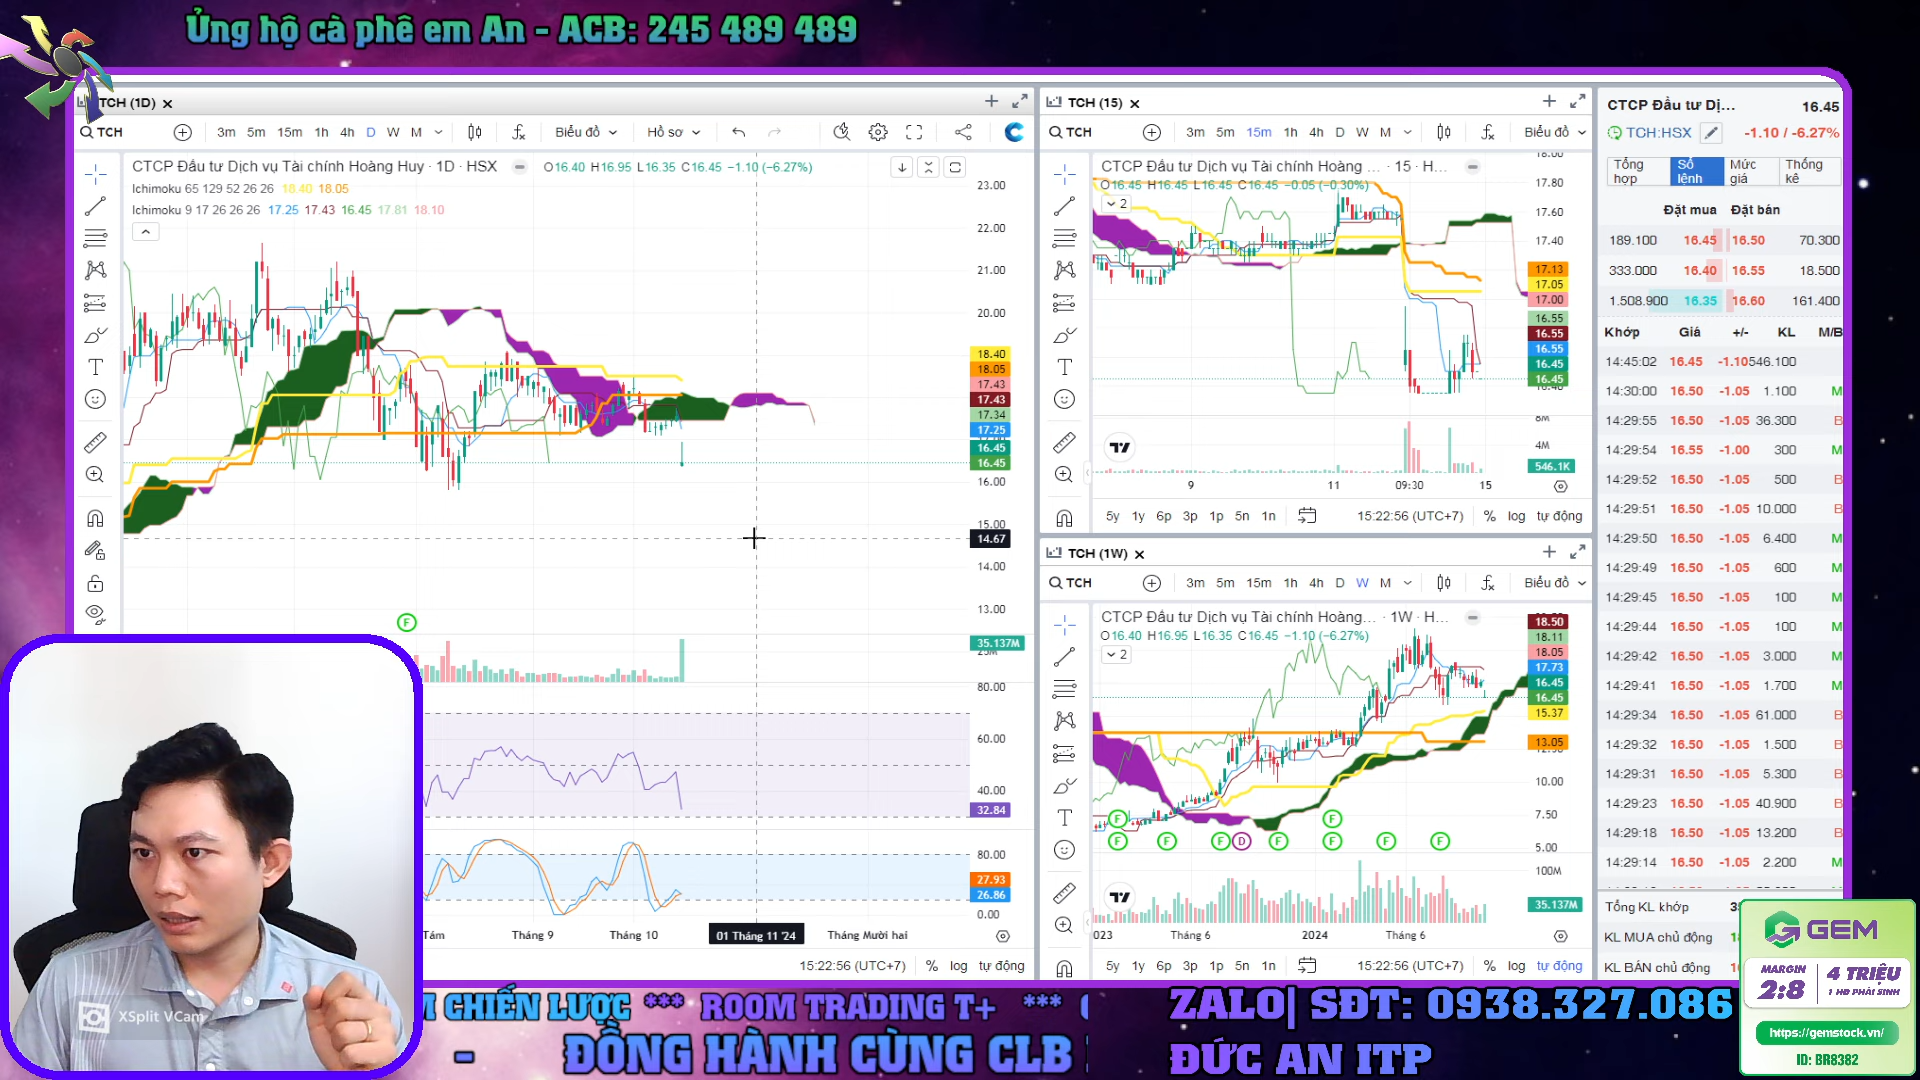 Ủng hộ cà phê em An - ACB: 245 489 489
TCH (1D)
TCH
3m 5m 15m 1h 4h D W M
Biểu đồ
Hồ sơ
CTCP Đầu tư Dịch vụ Tài chính Hoàng Huy · 1D · HSX
O16.40 H16.95 L16.35 C16.45 −1.10 (−6.27%)
Ichimoku 65 129 52 26 26 18.40 18.05
Ichimoku 9 17 26 26 26 17.25 17.43 16.45 17.81 18.10
23.00
22.00
21.00
20.00
18.40
18.05
17.43
17.43
17.34
17.25
16.45
16.45
16.00
15.00
14.67
14.00
13.00
F
35.137M
80.00
60.00
40.00
32.84
80.00
27.93
26.86
0.00
Tháng 9
Tháng 10
01 Tháng 11 '24
Tháng Mười hai
15:22:56 (UTC+7) % log tự động
TCH (15)
TCH
3m 5m 15m 1h 4h D W M
Biểu đồ
CTCP Đầu tư Dịch vụ Tài chính Hoàng ... · 15 · H...
O16.45 H16.45 L16.45 C16.45 −0.05 (−0.30%)
2
18.00
17.80
17.60
17.40
17.13
17.05
17.00
16.55
16.55
16.55
16.45
16.45
8M
4M
546.1K
9
11
09:30
15
5y 1y 6p 3p 1p 5n 1n
15:22:56 (UTC+7) % log tự động
TCH (1W)
TCH
3m 5m 15m 1h 4h D W M
Biểu đồ
CTCP Đầu tư Dịch vụ Tài chính Hoàng... · 1W · H...
O16.40 H16.95 L16.35 C16.45 −1.10 (−6.27%)
2
18.50
18.11
18.05
17.73
16.45
16.45
15.37
13.05
10.00
7.50
5.00
F F
F F F D F F F F
100M
35.137M
023
Tháng 6
2024
Tháng 6
5y 1y 6p 3p 1p 5n 1n
15:22:56 (UTC+7) % log tự động
CTCP Đầu tư Dị... 16.45
TCH:HSX -1.10 / -6.27%
Tổng hợp
Sổ lệnh
Mức giá
Thống kê
Đặt mua Đặt bán
189.100 16.45 16.50 70.300
333.000 16.40 16.55 18.500
1.508.900 16.35 16.60 161.400
Khớp Giá +/- KL M/B
14:45:02 16.45 -1.10 546.100
14:30:00 16.50 -1.05 1.100 M
14:29:55 16.50 -1.05 36.300 B
14:29:54 16.55 -1.00 300 M
14:29:52 16.50 -1.05 500 B
14:29:51 16.50 -1.05 10.000 B
14:29:50 16.50 -1.05 6.400 M
14:29:49 16.50 -1.05 600 M
14:29:45 16.50 -1.05 100 M
14:29:44 16.50 -1.05 100 M
14:29:42 16.50 -1.05 3.000 M
14:29:41 16.50 -1.05 1.700 M
14:29:34 16.50 -1.05 61.000 B
14:29:32 16.50 -1.05 1.500 B
14:29:31 16.50 -1.05 5.300 B
14:29:23 16.50 -1.05 40.900 B
14:29:18 16.50 -1.05 13.200 B
14:29:14 16.50 -1.05 2.200 M
Tổng KL khớp
KL MUA chủ động
KL BÁN chủ động
GEM
MARGIN 2:8
4 TRIỆU
1 HĐ PHÁI SINH
https://gemstock.vn/
ID: BR8382
XSplit VCam
CHIẾN LƯỢC *** ROOM TRADING T+ ***
- ĐỒNG HÀNH CÙNG CLB
ZALO| SĐT: 0938.327.086
ĐỨC AN ITP